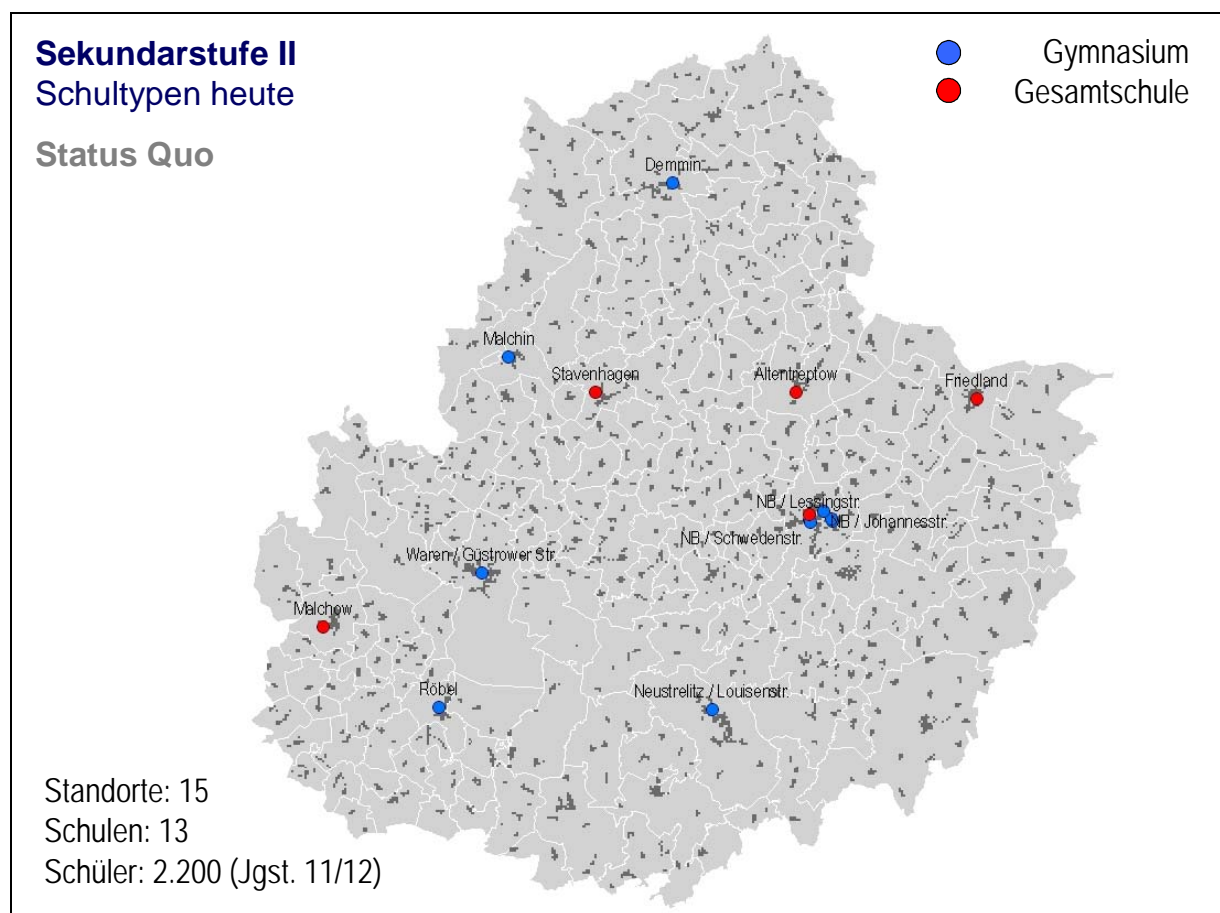 Sekundarstufe II
Schultypen heute
Status Quo
Gymnasium
Gesamtschule
Demmin
Malchin
Stavenhagen
Altentreptow
Friedland
NB / Lessingstr.
NB / Johannesstr.
NB / Schwedenstr.
Waren / Güstrower Str.
Malchow
Röbel
Neustrelitz / Louisenstr.
Standorte: 15
Schulen: 13
Schüler: 2.200 (Jgst. 11/12)